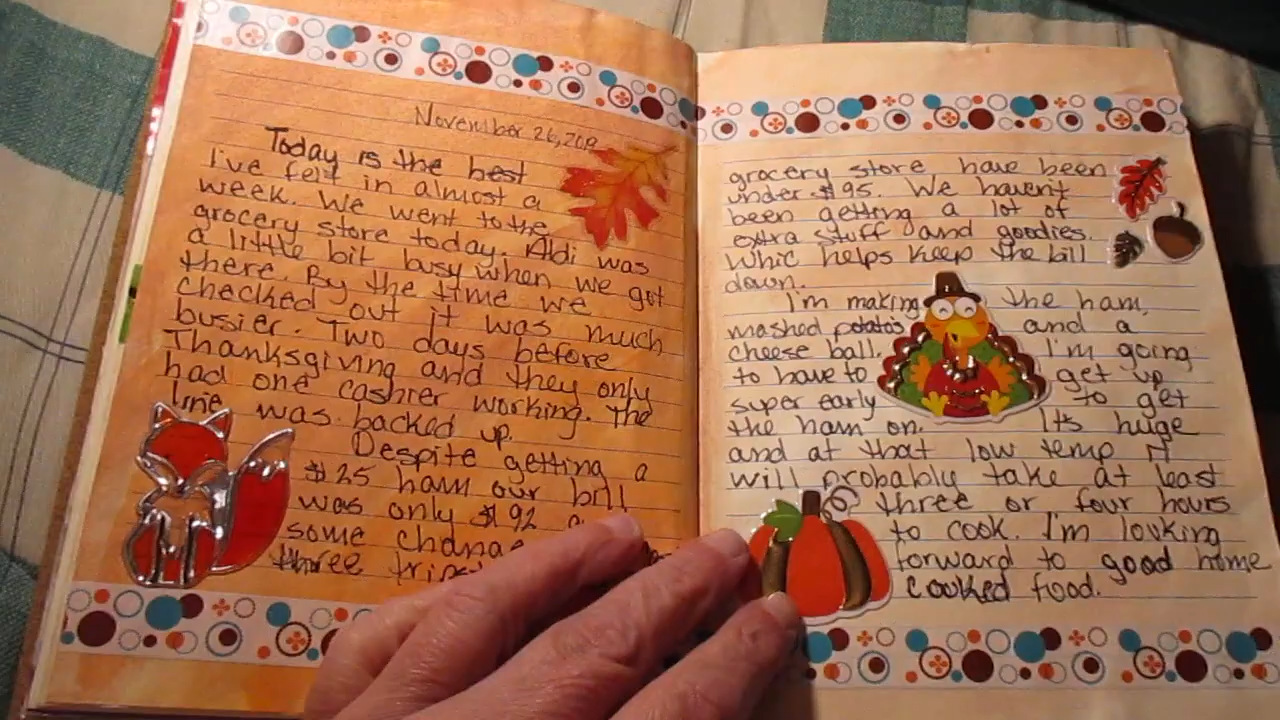 November 26, 2019
Today is the best
I've felt in almost a
week. We went to the
grocery store today. Aldi was
a little bit busy when we got
there. By the time we
checked out it was much
busier. Two days before
Thanksgiving and they only
had one cashier working. The
line was backed up.
Despite getting a
$25 ham our bill
was only $92
some change
three
grocery store have been
under $95. We haven't
been getting a lot of
extra stuff and goodies.
Whic helps keep the bill
down.
I'm making the ham,
mashed potatos and a
cheese ball. I'm going
to have to get up
super early to get
the ham on. Its huge
and at that low temp it
will probably take at least
three or four hours
to cook. I'm looking
forward to good home
cooked food.